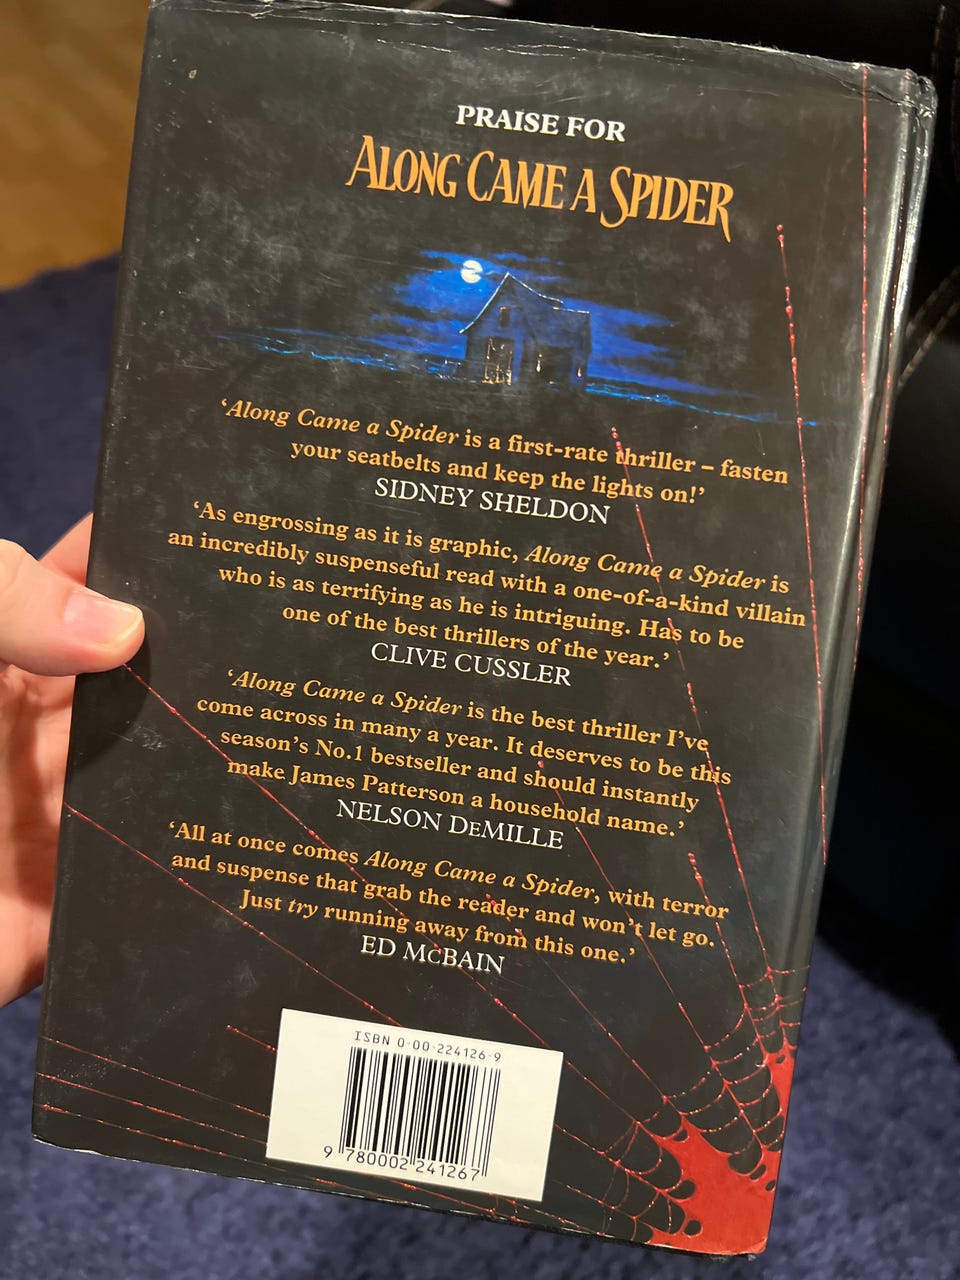 PRAISE FOR
ALONG CAME A SPIDER
‘Along Came a Spider is a first-rate thriller – fasten
your seatbelts and keep the lights on!’
SIDNEY SHELDON
‘As engrossing as it is graphic, Along Came a Spider is
an incredibly suspenseful read with a one-of-a-kind villain
who is as terrifying as he is intriguing. Has to be
one of the best thrillers of the year.’
CLIVE CUSSLER
‘Along Came a Spider is the best thriller I’ve
come across in many a year. It deserves to be this
season’s No.1 bestseller and should instantly
make James Patterson a household name.’
NELSON DEMILLE
‘All at once comes Along Came a Spider, with terror
and suspense that grab the reader and won’t let go.
Just try running away from this one.’
ED MCBAIN
ISBN 0-00-224126-9
9 780002 241267